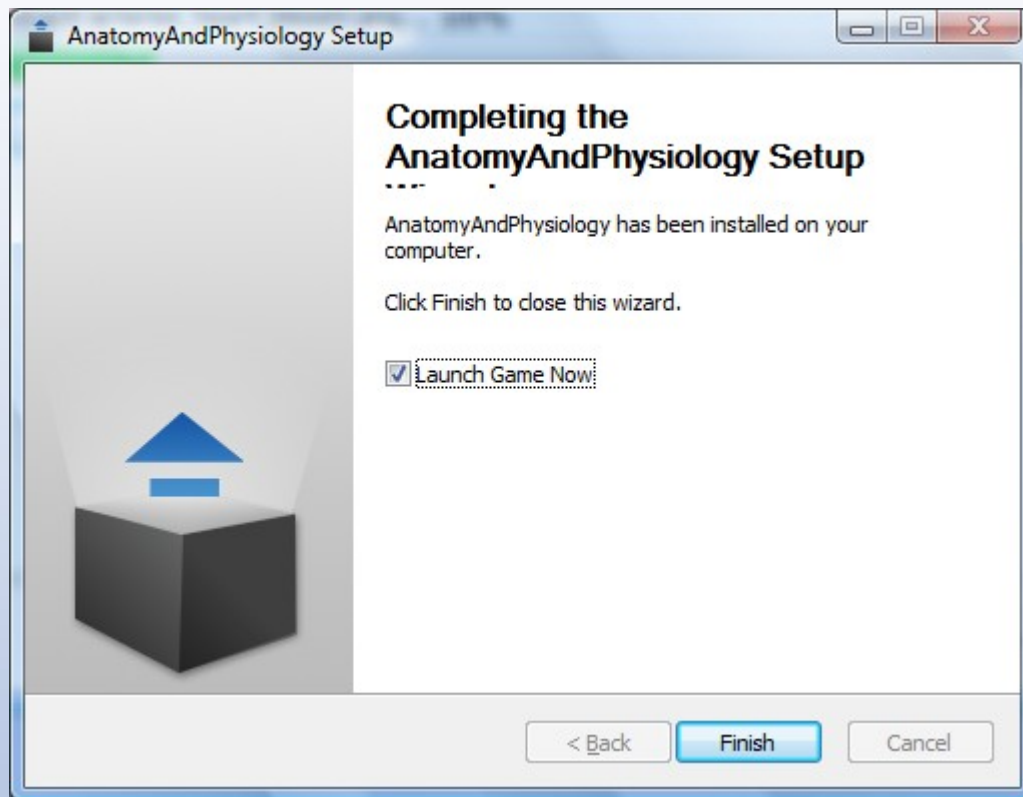 AnatomyAndPhysiology Setup
Completing the
AnatomyAndPhysiology Setup
AnatomyAndPhysiology has been installed on your
computer.
Click Finish to close this wizard.
Launch Game Now
< Back
Finish
Cancel